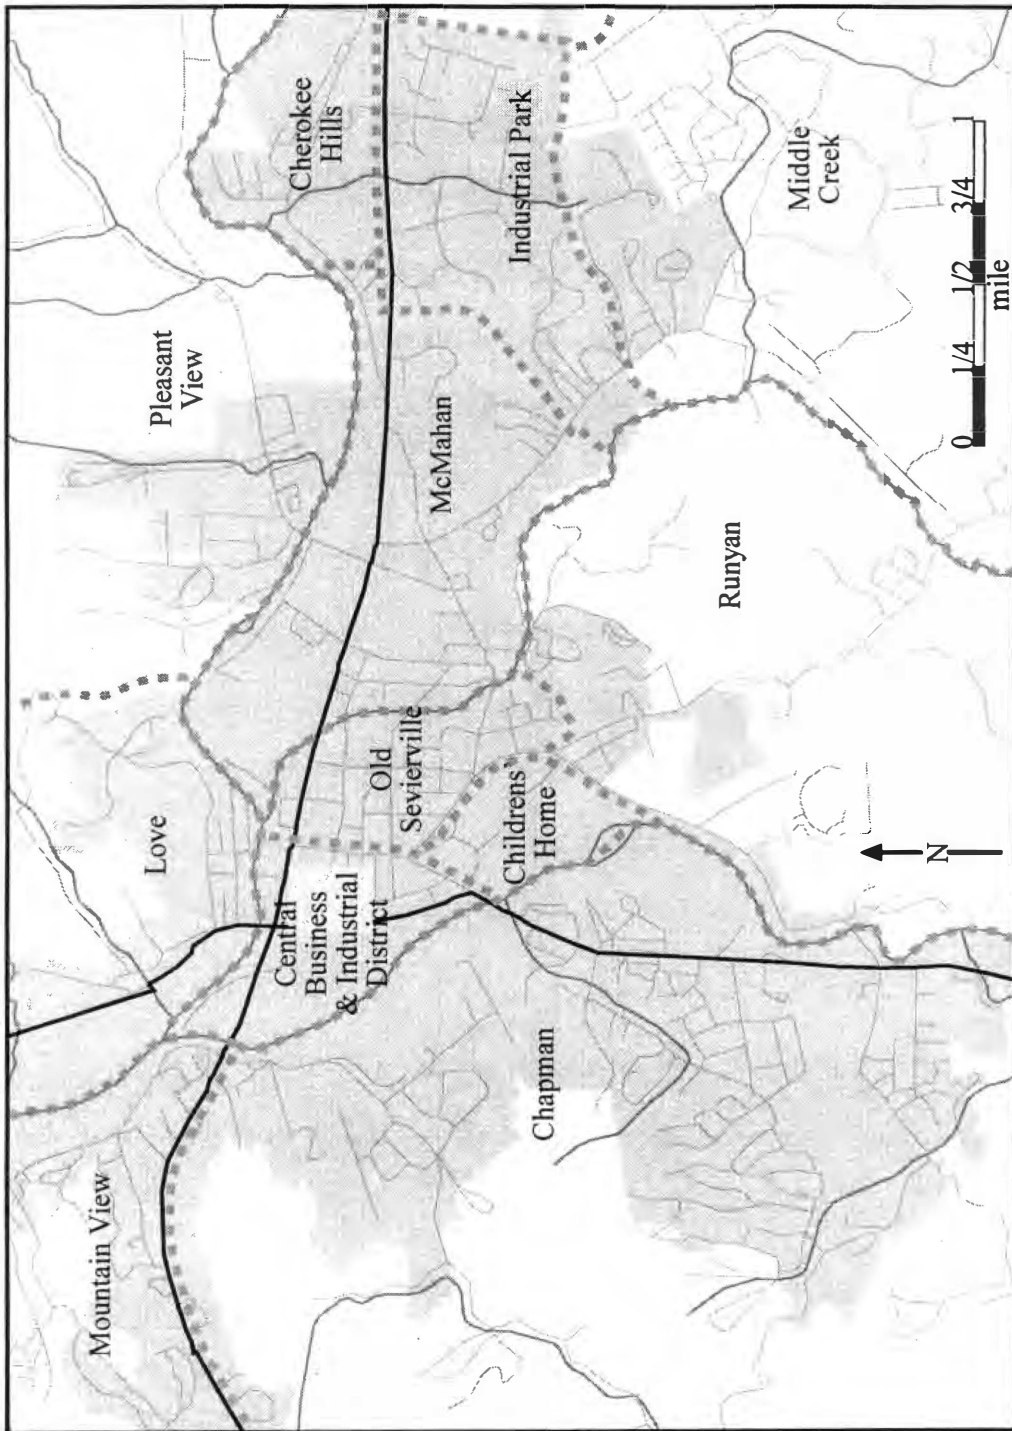 Mountain View
Love
Pleasant
View
Cherokee
Hills
Central
Business
& Industrial
District
Old
Sevierville
McMahan
Industrial Park
Childrens'
Home
Chapman
Runyan
Middle
Creek
N
0
1/4
1/2
3/4
1
mile